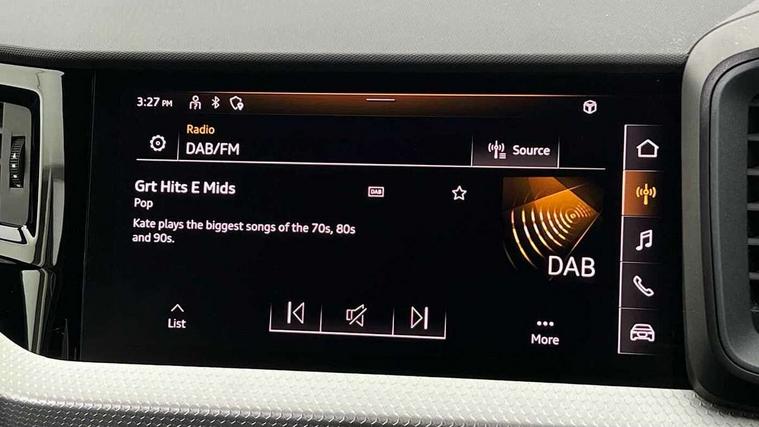 3:27 PM
Radio
DAB/FM
Source
Grt Hits E Mids
DAB
Pop
Kate plays the biggest songs of the 70s, 80s
and 90s.
DAB
List
More